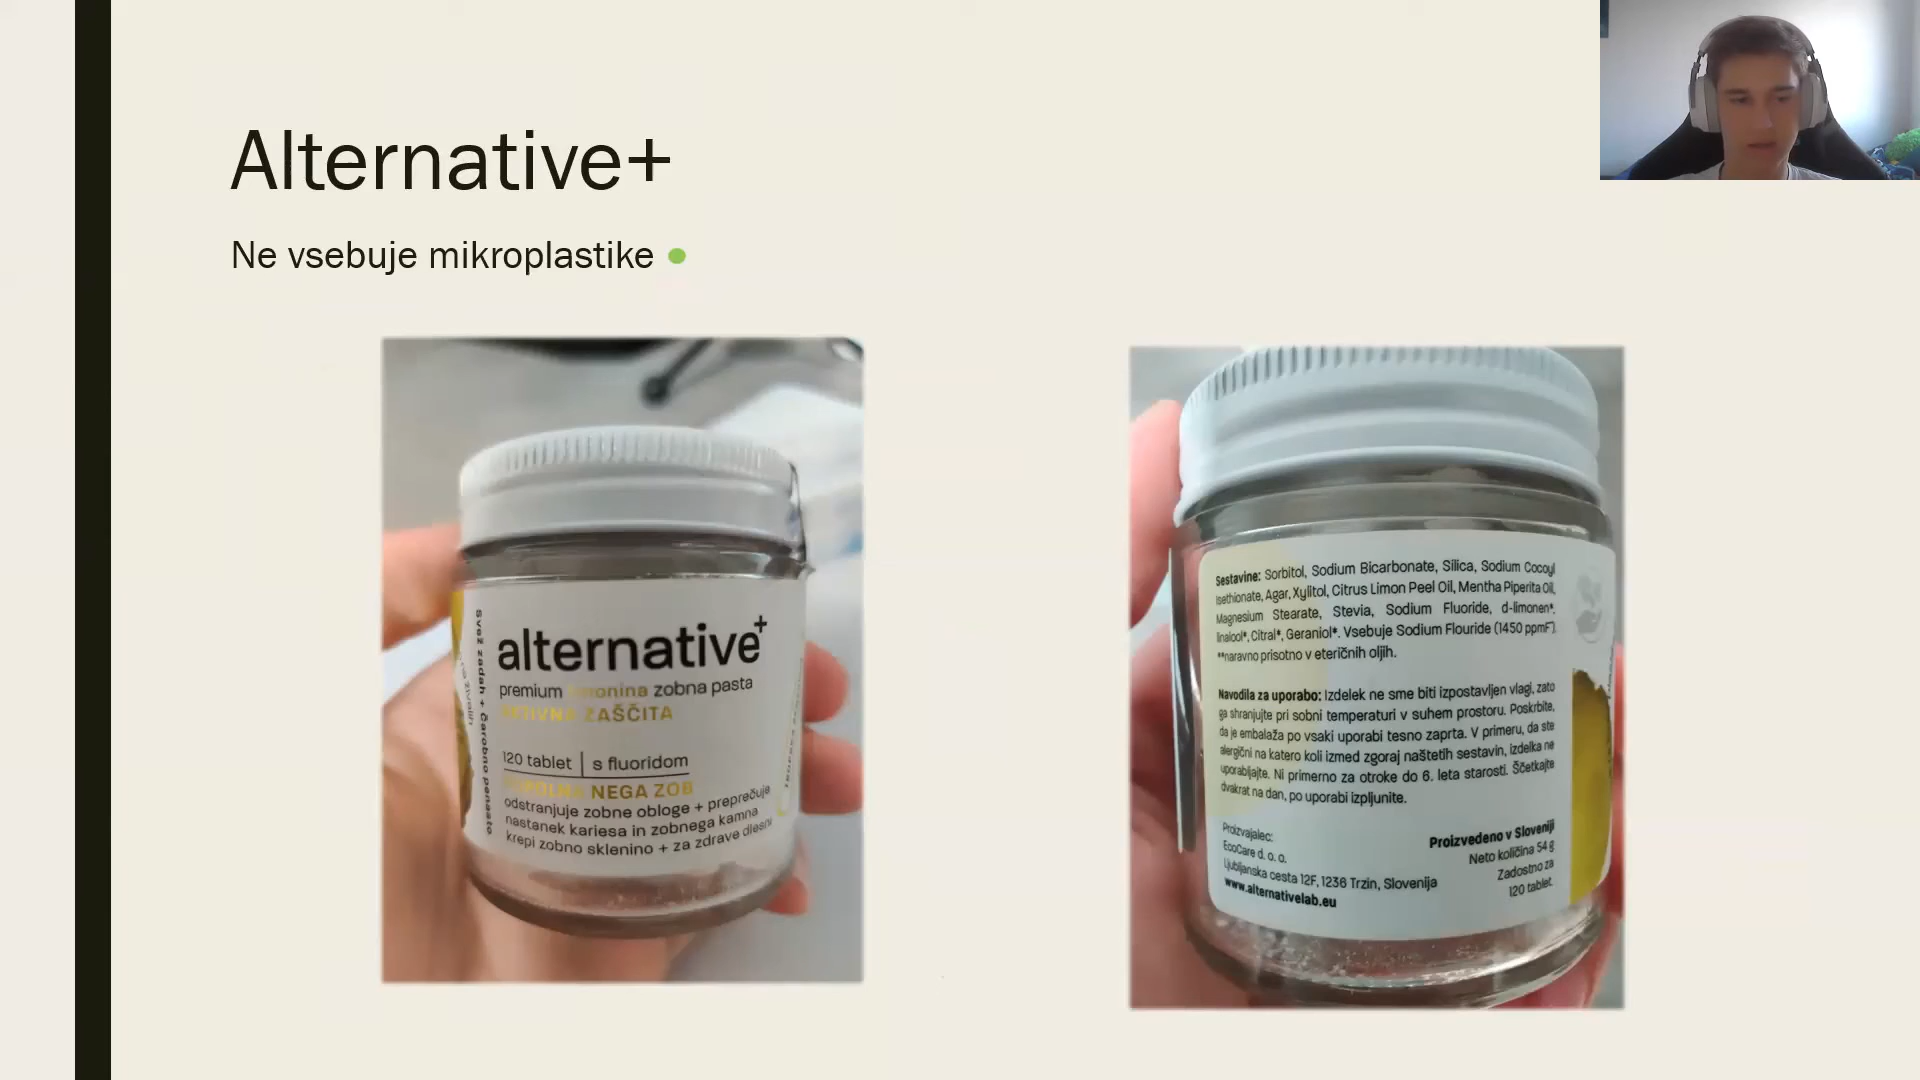 Alternative+
Ne vsebuje mikroplastike
alternative+
premium limonina zobna pasta
AKTIVNA ZAŠČITA
120 tablet | s fluoridom
POPOLNA NEGA ZOB
odstranjuje zobne obloge + preprečuje
nastanek kariesa in zobnega kamna
krepi zobno sklenino + za zdrave dlesni
Svež zadah + čarobno penasto
Sestavine: Sorbitol, Sodium Bicarbonate, Silica, Sodium Cocoyl
Isethionate, Agar, Xylitol, Citrus Limon Peel Oil, Mentha Piperita Oil,
Magnesium Stearate, Stevia, Sodium Fluoride, d-limonen*,
linalool*, Citral*, Geraniol*. Vsebuje Sodium Flouride (1450 ppmF).
**naravno prisotno v eteričnih oljih.
Navodila za uporabo: Izdelek ne sme biti izpostavljen vlagi, zato
ga shranjujte pri sobni temperaturi v suhem prostoru. Poskrbite,
da je embalaža po vsaki uporabi tesno zaprta. V primeru, da ste
alergični na katero koli izmed zgoraj naštetih sestavin, izdelka ne
uporabljajte. Ni primerno za otroke do 6. leta starosti. Ščetkajte
dvakrat na dan, po uporabi izpljunite.
Proizvajalec:
EcoCare d. o. o.
Ljubljanska cesta 12F, 1236 Trzin, Slovenija
www.alternativelab.eu
Proizvedeno v Sloveniji
Neto količina 54 g
Zadostno za
120 tablet.